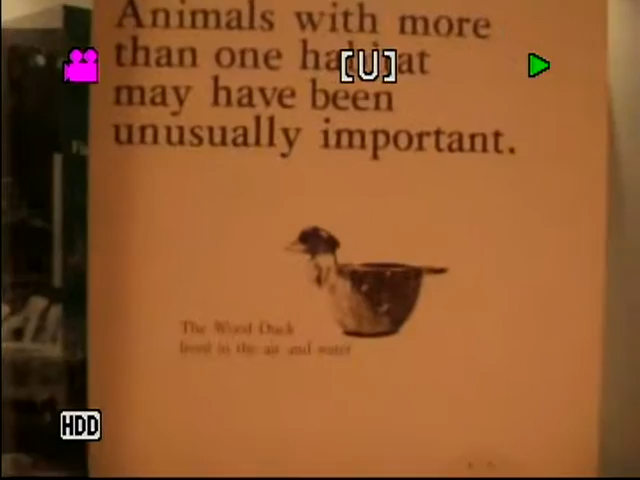 Animals with more
than one habitat
[U]
may have been
unusually important.
The Wood Duck
lived in the air and water
HDD